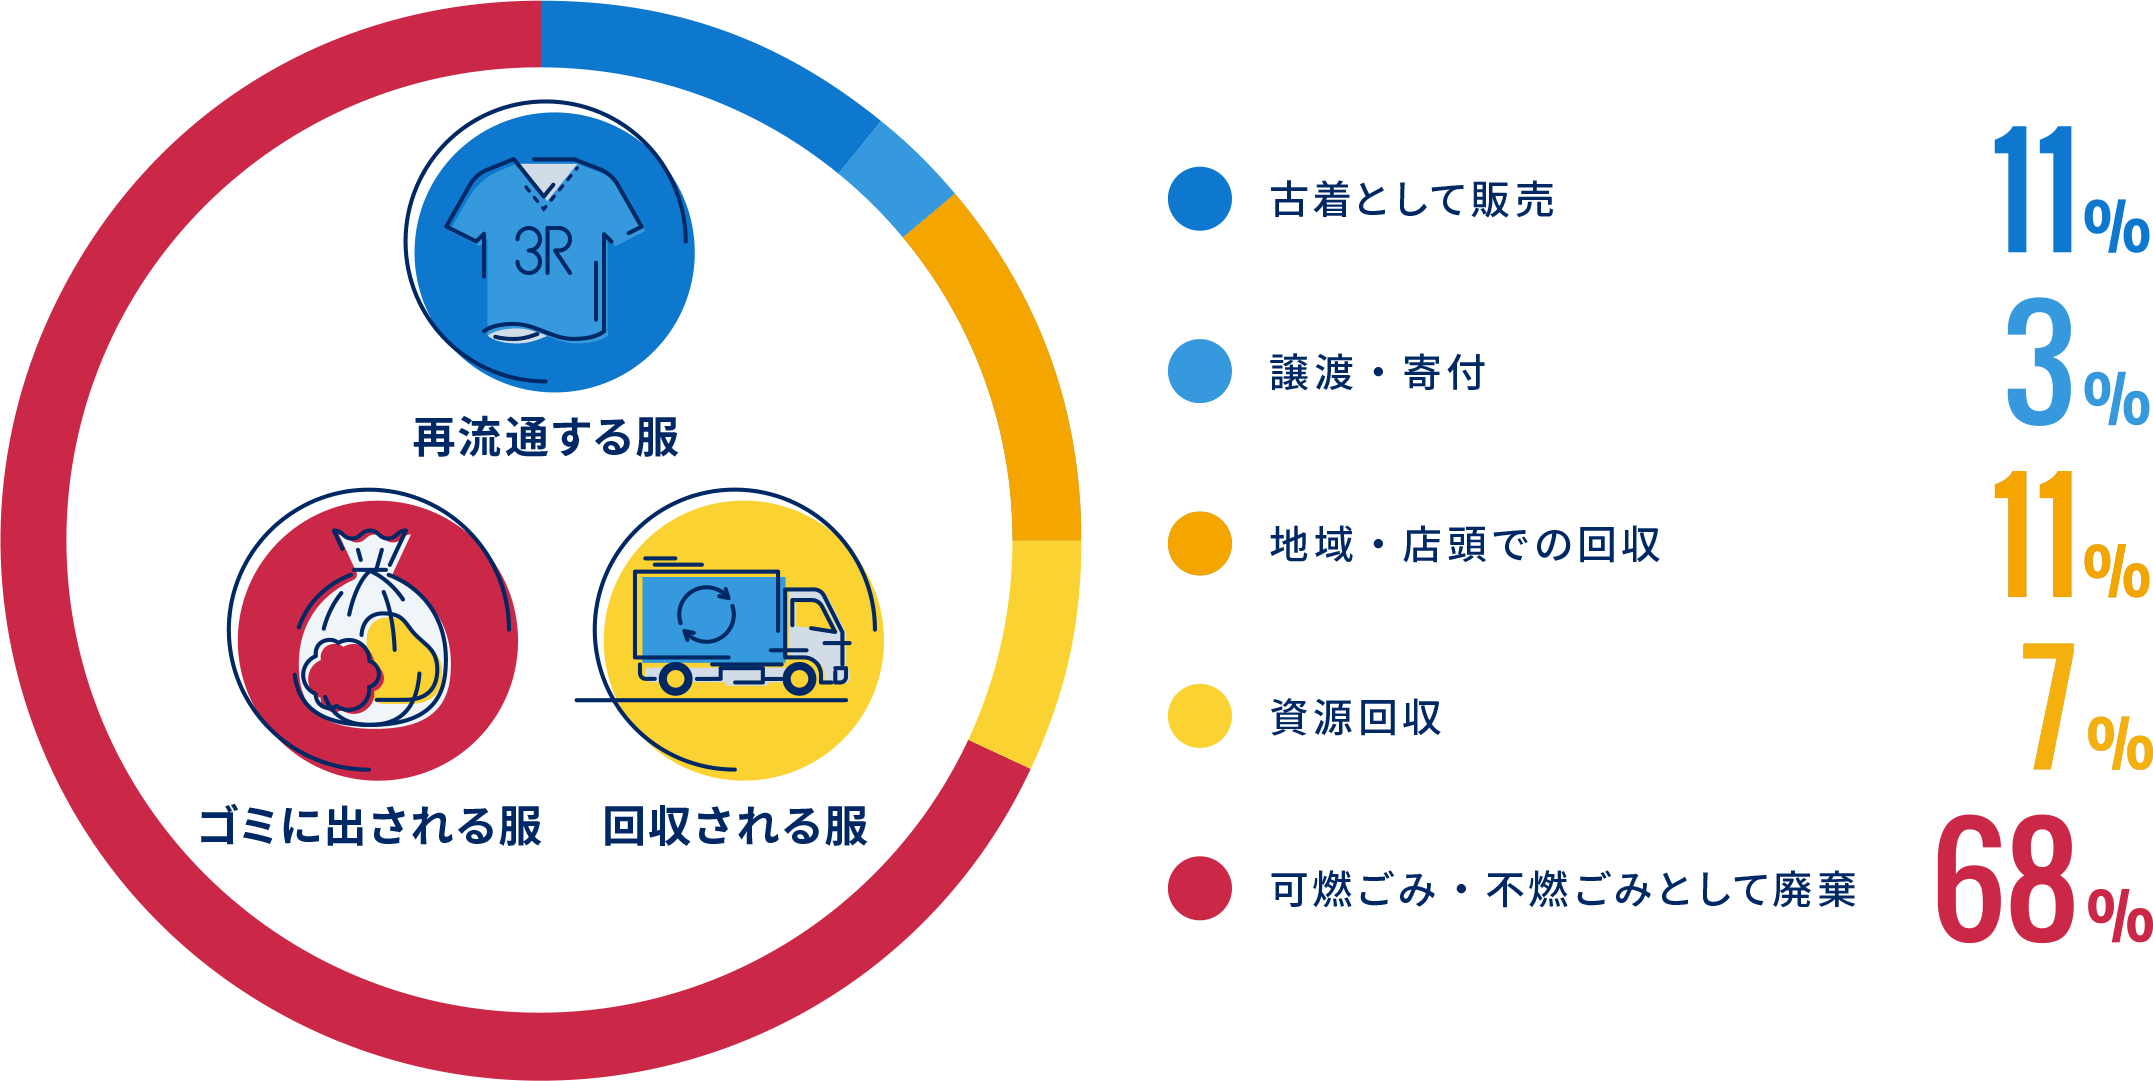 3R
再流通する服
ゴミに出される服
回収される服
古着として販売 11%
譲渡・寄付 3%
地域・店頭での回収 11%
資源回収 7%
可燃ごみ・不燃ごみとして廃棄 68%